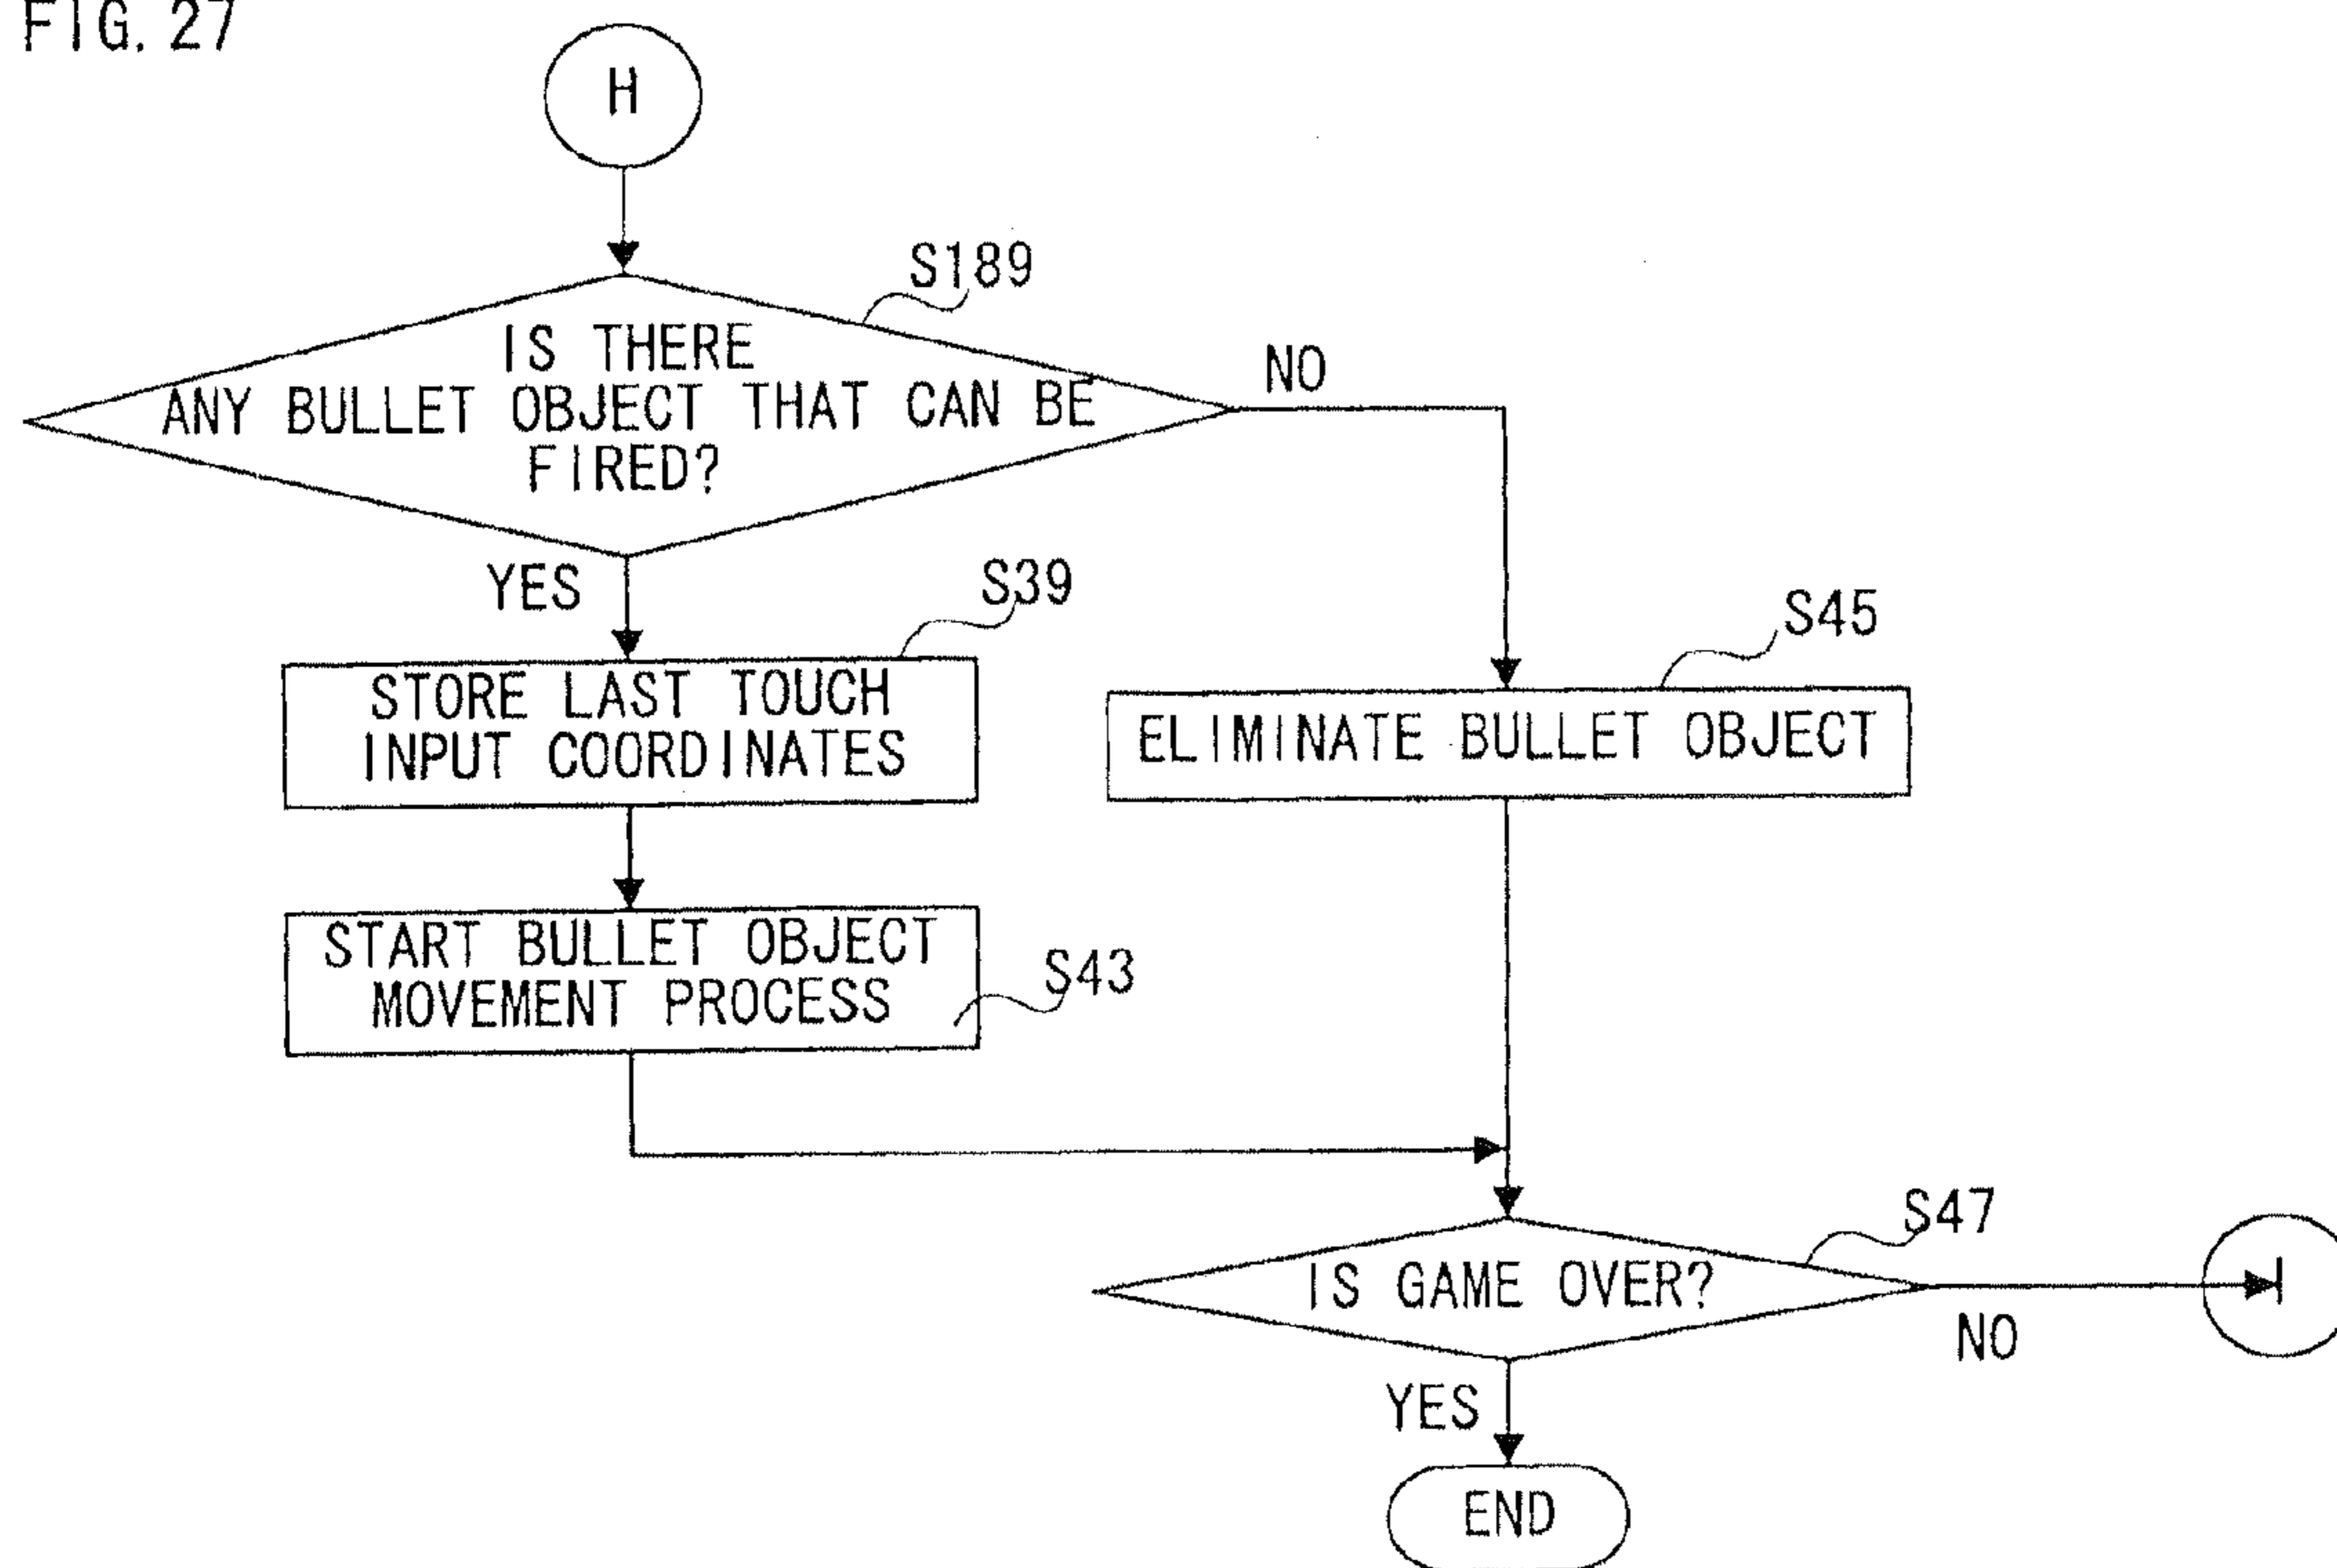 FIG. 27
H
S189
IS THERE
ANY BULLET OBJECT THAT CAN BE
FIRED?
NO
YES
S39
STORE LAST TOUCH
INPUT COORDINATES
S45
ELIMINATE BULLET OBJECT
START BULLET OBJECT
MOVEMENT PROCESS
S43
S47
IS GAME OVER?
NO
I
YES
END